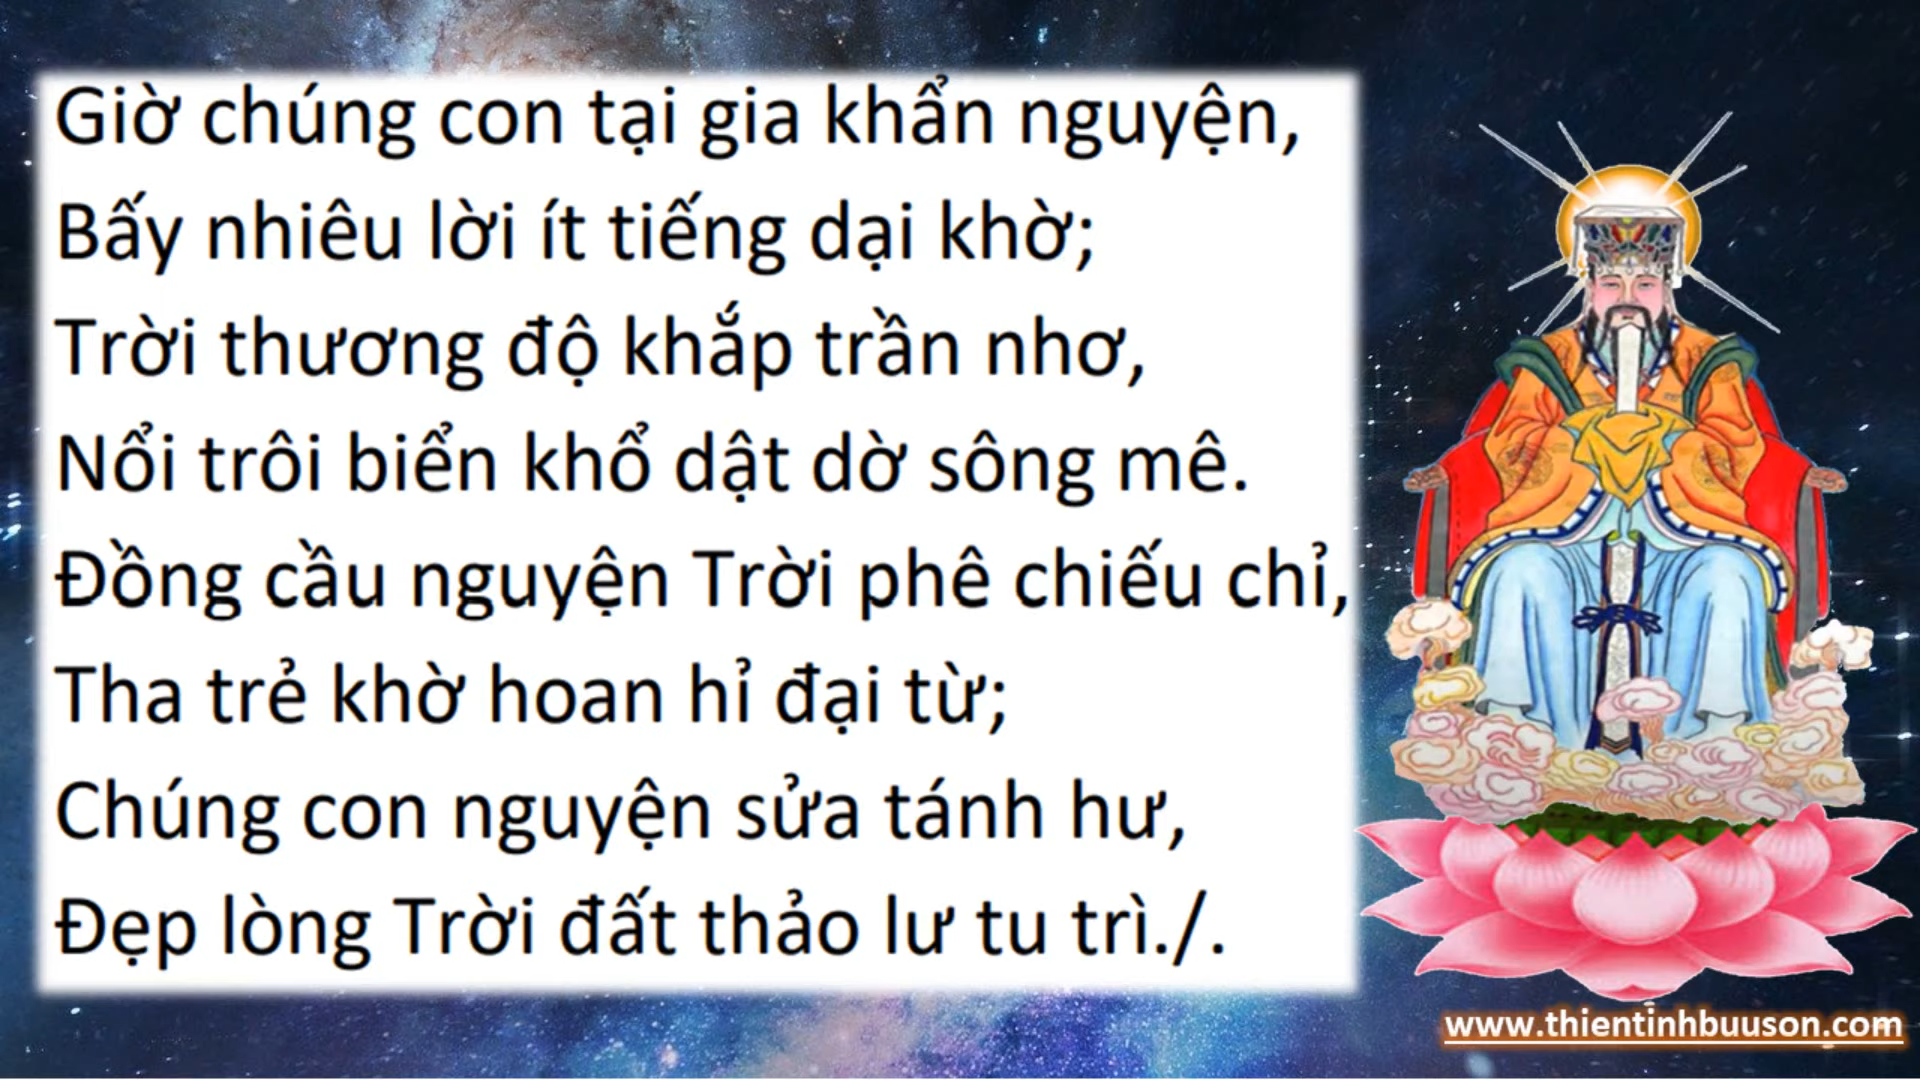 Giờ chúng con tại gia khẩn nguyện,
Bấy nhiêu lời ít tiếng dại khờ;
Trời thương độ khắp trần nhơ,
Nổi trôi biển khổ dật dờ sông mê.
Đồng cầu nguyện Trời phê chiếu chỉ,
Tha trẻ khờ hoan hỉ đại từ;
Chúng con nguyện sửa tánh hư,
Đẹp lòng Trời đất thảo lư tu trì./.
www.thientinhbuuson.com